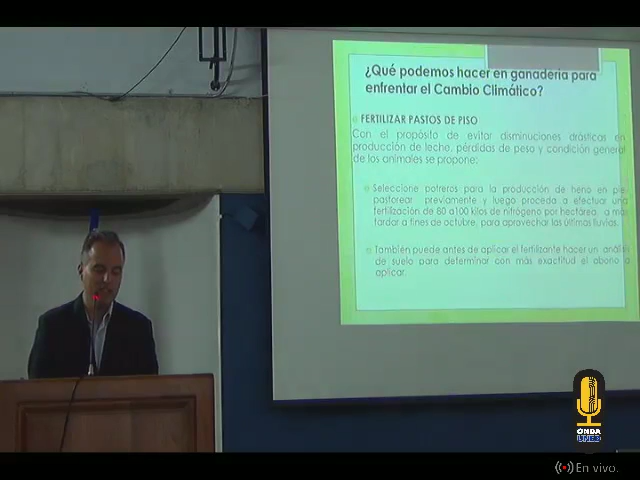 ¿Qué podemos hacer en ganadería para
enfrentar el Cambio Climático?
FERTILIZAR PASTOS DE PISO
Con el propósito de evitar disminuciones drásticas en
producción de leche, pérdidas de peso y condición general
de los animales se propone:
Seleccione potreros para la producción de heno en pie,
pastorear previamente y luego proceda a efectuar una
fertilización de 80 a100 kilos de nitrógeno por hectárea, a más
tardar a fines de octubre, para aprovechar las últimas lluvias.
También puede antes de aplicar el fertilizante hacer un análisis
de suelo para determinar con más exactitud el abono a
aplicar.
ONDA
UNED
En vivo.